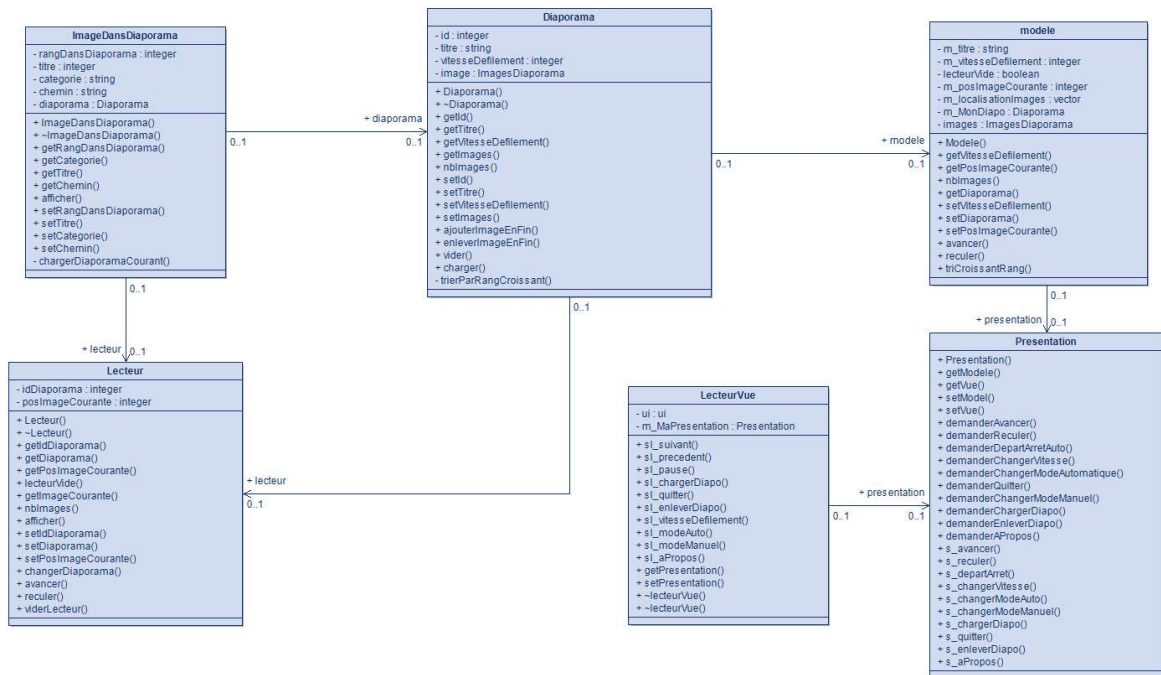 ImageDansDiaporama
- rangDansDiaporama : integer
- titre : integer
- categorie : string
- chemin : string
- diaporama : Diaporama
+ ImageDansDiaporama()
+ ~ImageDansDiaporama()
+ getRangDansDiaporama()
+ getCategorie()
+ getTitre()
+ getChemin()
+ afficher()
+ setRangDansDiaporama()
+ setTitre()
+ setCategorie()
+ setChemin()
- chargerDiaporamaCourant()
0..1
+ diaporama
0..1
Diaporama
- id : integer
- titre : string
- vitesseDefilement : integer
- image : ImagesDiaporama
+ Diaporama()
+ ~Diaporama()
+ getId()
+ getTitre()
+ getVitesseDefilement()
+ getImages()
+ nbImages()
+ setId()
+ setTitre()
+ setVitesseDefilement()
+ setImages()
+ ajouterImageEnFin()
+ enleverImageEnFin()
+ vider()
+ charger()
- trierParRangCroissant()
0..1
+ modele
0..1
modele
- m_titre : string
- m_vitesseDefilement : integer
- lecteurVide : boolean
- m_posImageCourante : integer
- m_localisationImages : vector
- m_MonDiapo : Diaporama
- images : ImagesDiaporama
+ Modele()
+ getVitesseDefilement()
+ getPosImageCourante()
+ nbImages()
+ getDiaporama()
+ setVitesseDefilement()
+ setDiaporama()
+ setPosImageCourante()
+ avancer()
+ reculer()
+ triCroissantRang()
0..1
+ lecteur
0..1
0..1
0..1
+ presentation
0..1
Lecteur
- idDiaporama : integer
- posImageCourante : integer
+ Lecteur()
+ ~Lecteur()
+ getIdDiaporama()
+ getDiaporama()
+ getPosImageCourante()
+ lecteurVide()
+ getImageCourante()
+ nbImages()
+ afficher()
+ setIdDiaporama()
+ setDiaporama()
+ setPosImageCourante()
+ changerDiaporama()
+ avancer()
+ reculer()
+ viderLecteur()
+ lecteur
0..1
LecteurVue
- ui : ui
- m_MaPresentation : Presentation
+ sl_suivant()
+ sl_precedent()
+ sl_pause()
+ sl_chargerDiapo()
+ sl_quitter()
+ sl_enleverDiapo()
+ sl_vitesseDefilement()
+ sl_modeAuto()
+ sl_modeManuel()
+ sl_aPropos()
+ getPresentation()
+ setPresentation()
+ ~lecteurVue()
+ ~lecteurVue()
+ presentation
0..1
0..1
Presentation
+ Presentation()
+ getModele()
+ getVue()
+ setModel()
+ setVue()
+ demanderAvancer()
+ demanderReculer()
+ demanderDepartArretAuto()
+ demanderChangerVitesse()
+ demanderChangerModeAutomatique()
+ demanderQuitter()
+ demanderChangerModeManuel()
+ demanderChargerDiapo()
+ demanderEnleverDiapo()
+ demanderAPropos()
+ s_avancer()
+ s_reculer()
+ s_departArret()
+ s_changerVitesse()
+ s_changerModeAuto()
+ s_changerModeManuel()
+ s_chargerDiapo()
+ s_quitter()
+ s_enleverDiapo()
+ s_aPropos()